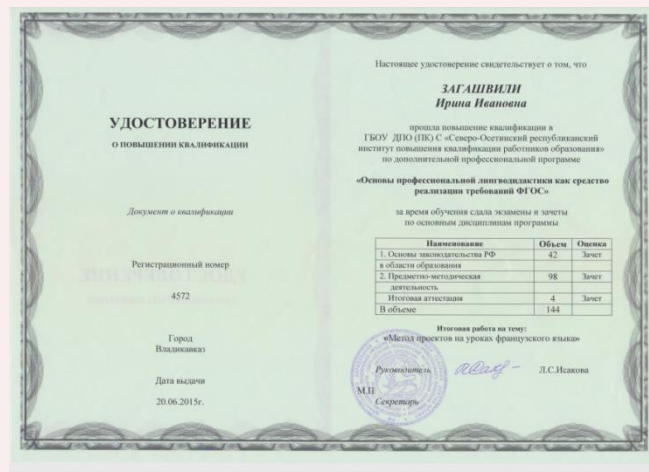 УДОСТОВЕРЕНИЕ
О ПОВЫШЕНИИ КВАЛИФИКАЦИИ
Документ о квалификации
Регистрационный номер
4572
Город
Владикавказ
Дата выдачи
20.06.2015г.
Настоящее удостоверение свидетельствует о том, что
ЗАГАШВИЛИ
Ирина Ивановна
прошла повышение квалификации в
ГБОУ ДПО (ПК) С «Северо-Осетинский республиканский
институт повышения квалификации работников образования»
по дополнительной профессиональной программе
«Основы профессиональной лингводидактики как средство
реализации требований ФГОС»
за время обучения сдала экзамены и зачеты
по основным дисциплинам программы
Наименование Объем Оценка
1. Основы законодательства РФ 42 Зачет
в области образования
2. Предметно-методическая 98 Зачет
деятельность
Итоговая аттестация 4 Зачет
В объеме 144
Итоговая работа на тему:
«Метод проектов на уроках французского языка»
Руководитель Л.С.Исакова
М.П
Секретарь